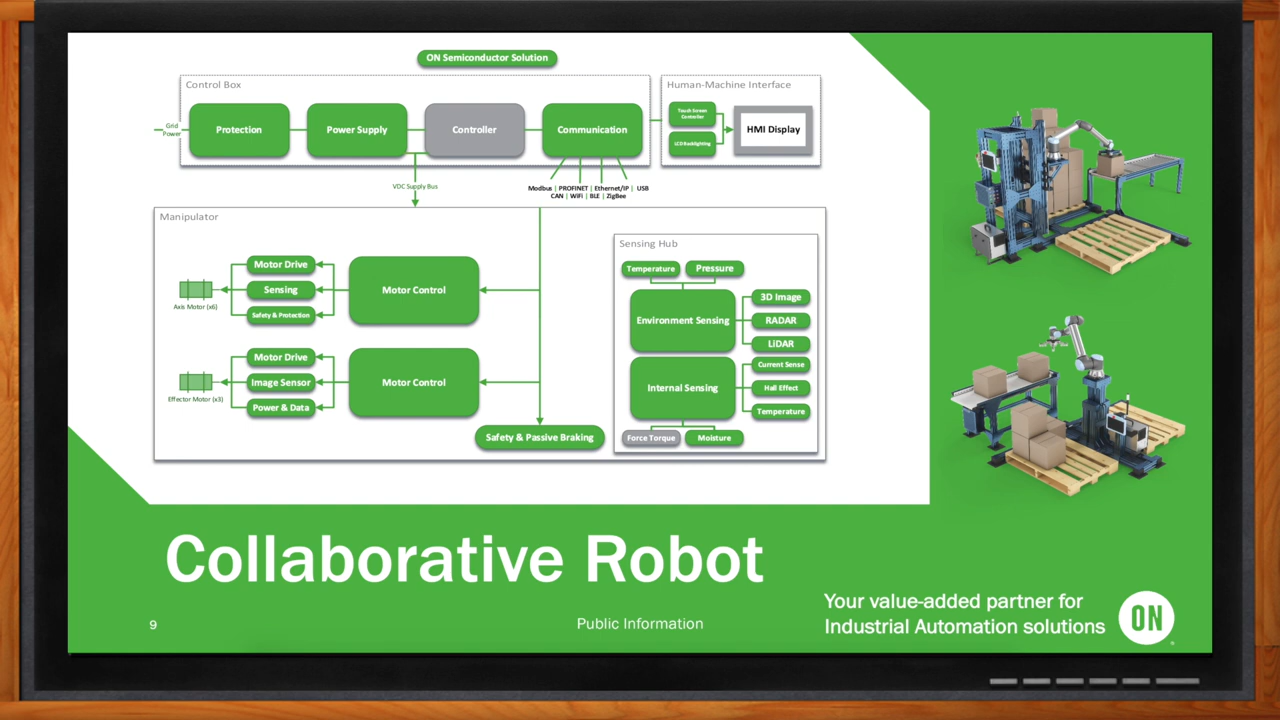 ON Semiconductor Solution
Control Box
Grid
Power
Protection
Power Supply
Controller
Communication
VDC Supply Bus
Modbus | PROFINET | Ethernet/IP | USB
CAN | WiFi | BLE | ZigBee
Human-Machine Interface
Touch Screen
Controller
LCD Backlighting
HMI Display
Manipulator
Motor Drive
Sensing
Safety & Protection
Axis Motor (x6)
Motor Control
Motor Drive
Image Sensor
Power & Data
Effector Motor (x3)
Motor Control
Safety & Passive Braking
Sensing Hub
Temperature
Pressure
Environment Sensing
3D Image
RADAR
LiDAR
Internal Sensing
Current Sense
Hall Effect
Temperature
Force Torque
Moisture
Collaborative Robot
9
Public Information
Your value-added partner for
Industrial Automation solutions
ON